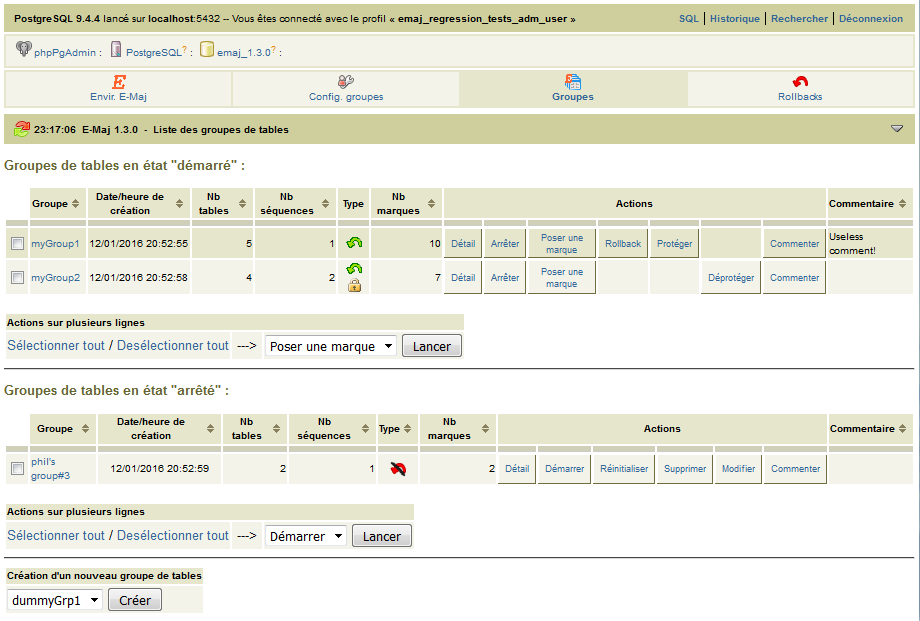 PostgreSQL 9.4.4 lancé sur localhost:5432 -- Vous êtes connecté avec le profil « emaj_regression_tests_adm_user » SQL | Historique | Rechercher | Déconnexion
phpPgAdmin : PostgreSQL? : emaj_1.3.0? :
Envir. E-Maj Config. groupes Groupes Rollbacks
23:17:06 E-Maj 1.3.0 - Liste des groupes de tables
Groupes de tables en état "démarré" :
Groupe Date/heure de création Nb tables Nb séquences Type Nb marques Actions Commentaire
myGroup1 12/01/2016 20:52:55 5 1 10 Détail Arrêter Poser une marque Rollback Protéger Commenter Useless comment!
myGroup2 12/01/2016 20:52:58 4 2 7 Détail Arrêter Poser une marque Déprotéger Commenter
Actions sur plusieurs lignes
Sélectionner tout / Desélectionner tout ---> Poser une marque Lancer
Groupes de tables en état "arrêté" :
Groupe Date/heure de création Nb tables Nb séquences Type Nb marques Actions Commentaire
phil's group#3 12/01/2016 20:52:59 2 1 2 Détail Démarrer Réinitialiser Supprimer Modifier Commenter
Actions sur plusieurs lignes
Sélectionner tout / Desélectionner tout ---> Démarrer Lancer
Création d'un nouveau groupe de tables
dummyGrp1 Créer